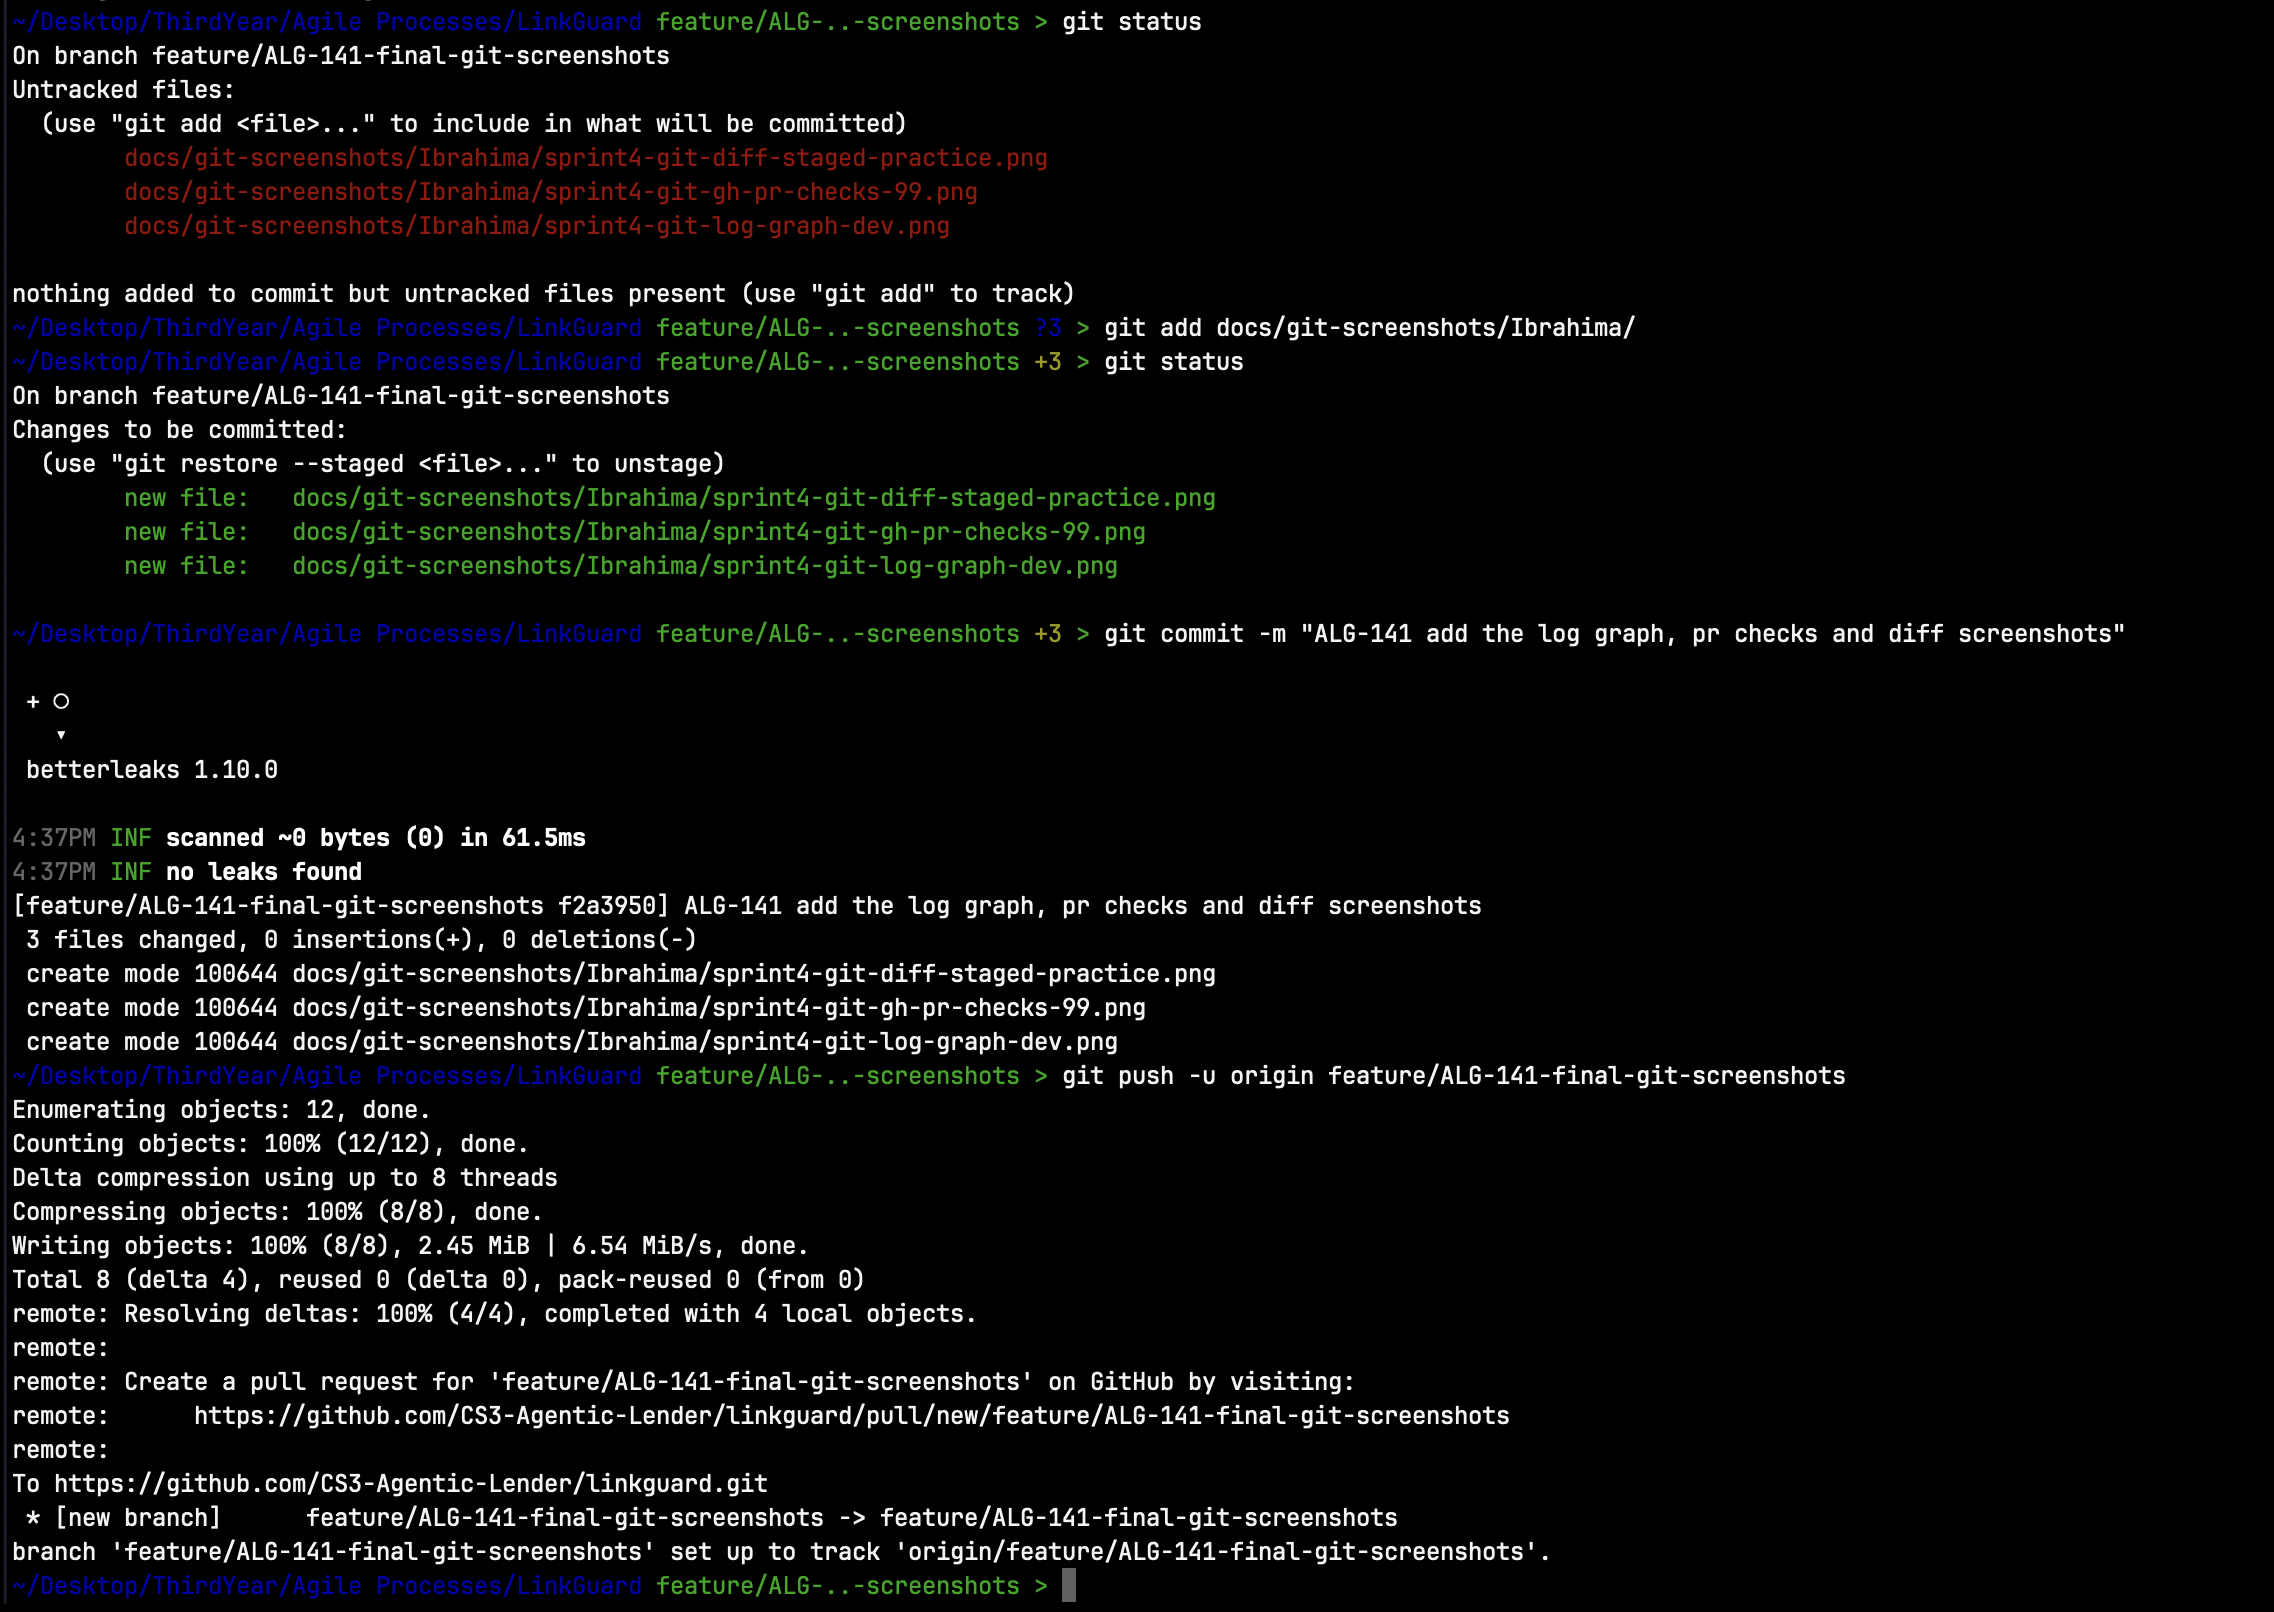 ~/Desktop/ThirdYear/Agile Processes/LinkGuard feature/ALG-..-screenshots > git status
On branch feature/ALG-141-final-git-screenshots
Untracked files:
  (use "git add <file>..." to include in what will be committed)
        docs/git-screenshots/Ibrahima/sprint4-git-diff-staged-practice.png
        docs/git-screenshots/Ibrahima/sprint4-git-gh-pr-checks-99.png
        docs/git-screenshots/Ibrahima/sprint4-git-log-graph-dev.png

nothing added to commit but untracked files present (use "git add" to track)
~/Desktop/ThirdYear/Agile Processes/LinkGuard feature/ALG-..-screenshots ?3 > git add docs/git-screenshots/Ibrahima/
~/Desktop/ThirdYear/Agile Processes/LinkGuard feature/ALG-..-screenshots +3 > git status
On branch feature/ALG-141-final-git-screenshots
Changes to be committed:
  (use "git restore --staged <file>..." to unstage)
        new file:   docs/git-screenshots/Ibrahima/sprint4-git-diff-staged-practice.png
        new file:   docs/git-screenshots/Ibrahima/sprint4-git-gh-pr-checks-99.png
        new file:   docs/git-screenshots/Ibrahima/sprint4-git-log-graph-dev.png

~/Desktop/ThirdYear/Agile Processes/LinkGuard feature/ALG-..-screenshots +3 > git commit -m "ALG-141 add the log graph, pr checks and diff screenshots"

 + ○
   ▾
 betterleaks 1.10.0

4:37PM INF scanned ~0 bytes (0) in 61.5ms
4:37PM INF no leaks found
[feature/ALG-141-final-git-screenshots f2a3950] ALG-141 add the log graph, pr checks and diff screenshots
 3 files changed, 0 insertions(+), 0 deletions(-)
 create mode 100644 docs/git-screenshots/Ibrahima/sprint4-git-diff-staged-practice.png
 create mode 100644 docs/git-screenshots/Ibrahima/sprint4-git-gh-pr-checks-99.png
 create mode 100644 docs/git-screenshots/Ibrahima/sprint4-git-log-graph-dev.png
~/Desktop/ThirdYear/Agile Processes/LinkGuard feature/ALG-..-screenshots > git push -u origin feature/ALG-141-final-git-screenshots
Enumerating objects: 12, done.
Counting objects: 100% (12/12), done.
Delta compression using up to 8 threads
Compressing objects: 100% (8/8), done.
Writing objects: 100% (8/8), 2.45 MiB | 6.54 MiB/s, done.
Total 8 (delta 4), reused 0 (delta 0), pack-reused 0 (from 0)
remote: Resolving deltas: 100% (4/4), completed with 4 local objects.
remote:
remote: Create a pull request for 'feature/ALG-141-final-git-screenshots' on GitHub by visiting:
remote:      https://github.com/CS3-Agentic-Lender/linkguard/pull/new/feature/ALG-141-final-git-screenshots
remote:
To https://github.com/CS3-Agentic-Lender/linkguard.git
 * [new branch]      feature/ALG-141-final-git-screenshots -> feature/ALG-141-final-git-screenshots
branch 'feature/ALG-141-final-git-screenshots' set up to track 'origin/feature/ALG-141-final-git-screenshots'.
~/Desktop/ThirdYear/Agile Processes/LinkGuard feature/ALG-..-screenshots >